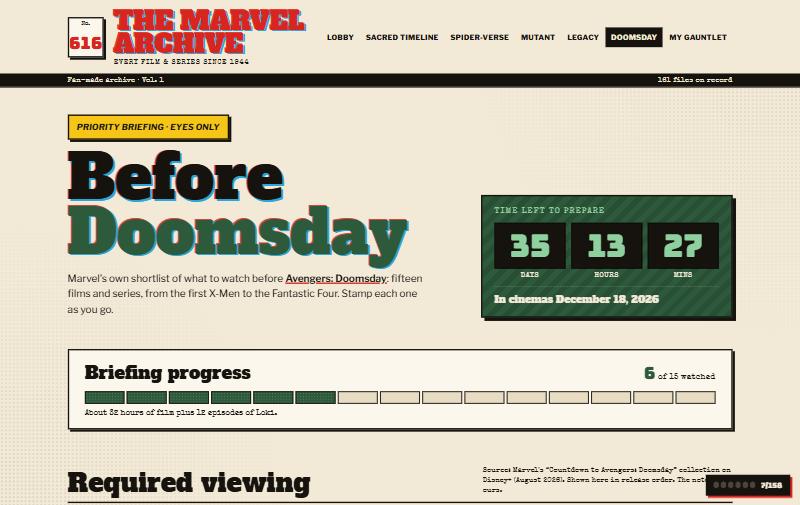 No.
616
THE MARVEL
ARCHIVE
EVERY FILM & SERIES SINCE 1944
LOBBY SACRED TIMELINE SPIDER-VERSE MUTANT LEGACY DOOMSDAY MY GAUNTLET
Fan-made archive · Vol. 1
161 files on record
PRIORITY BRIEFING · EYES ONLY
Before
Doomsday
Marvel's own shortlist of what to watch before Avengers: Doomsday: fifteen
films and series, from the first X-Men to the Fantastic Four. Stamp each one
as you go.
TIME LEFT TO PREPARE
35 13 27
DAYS HOURS MINS
In cinemas December 18, 2026
Briefing progress
6 of 15 watched
About 32 hours of film plus 12 episodes of Loki.
Required viewing
Source: Marvel's "Countdown to Avengers: Doomsday" collection on
Disney+ (August 2026). Shown here in release order. The
ours.
7/158